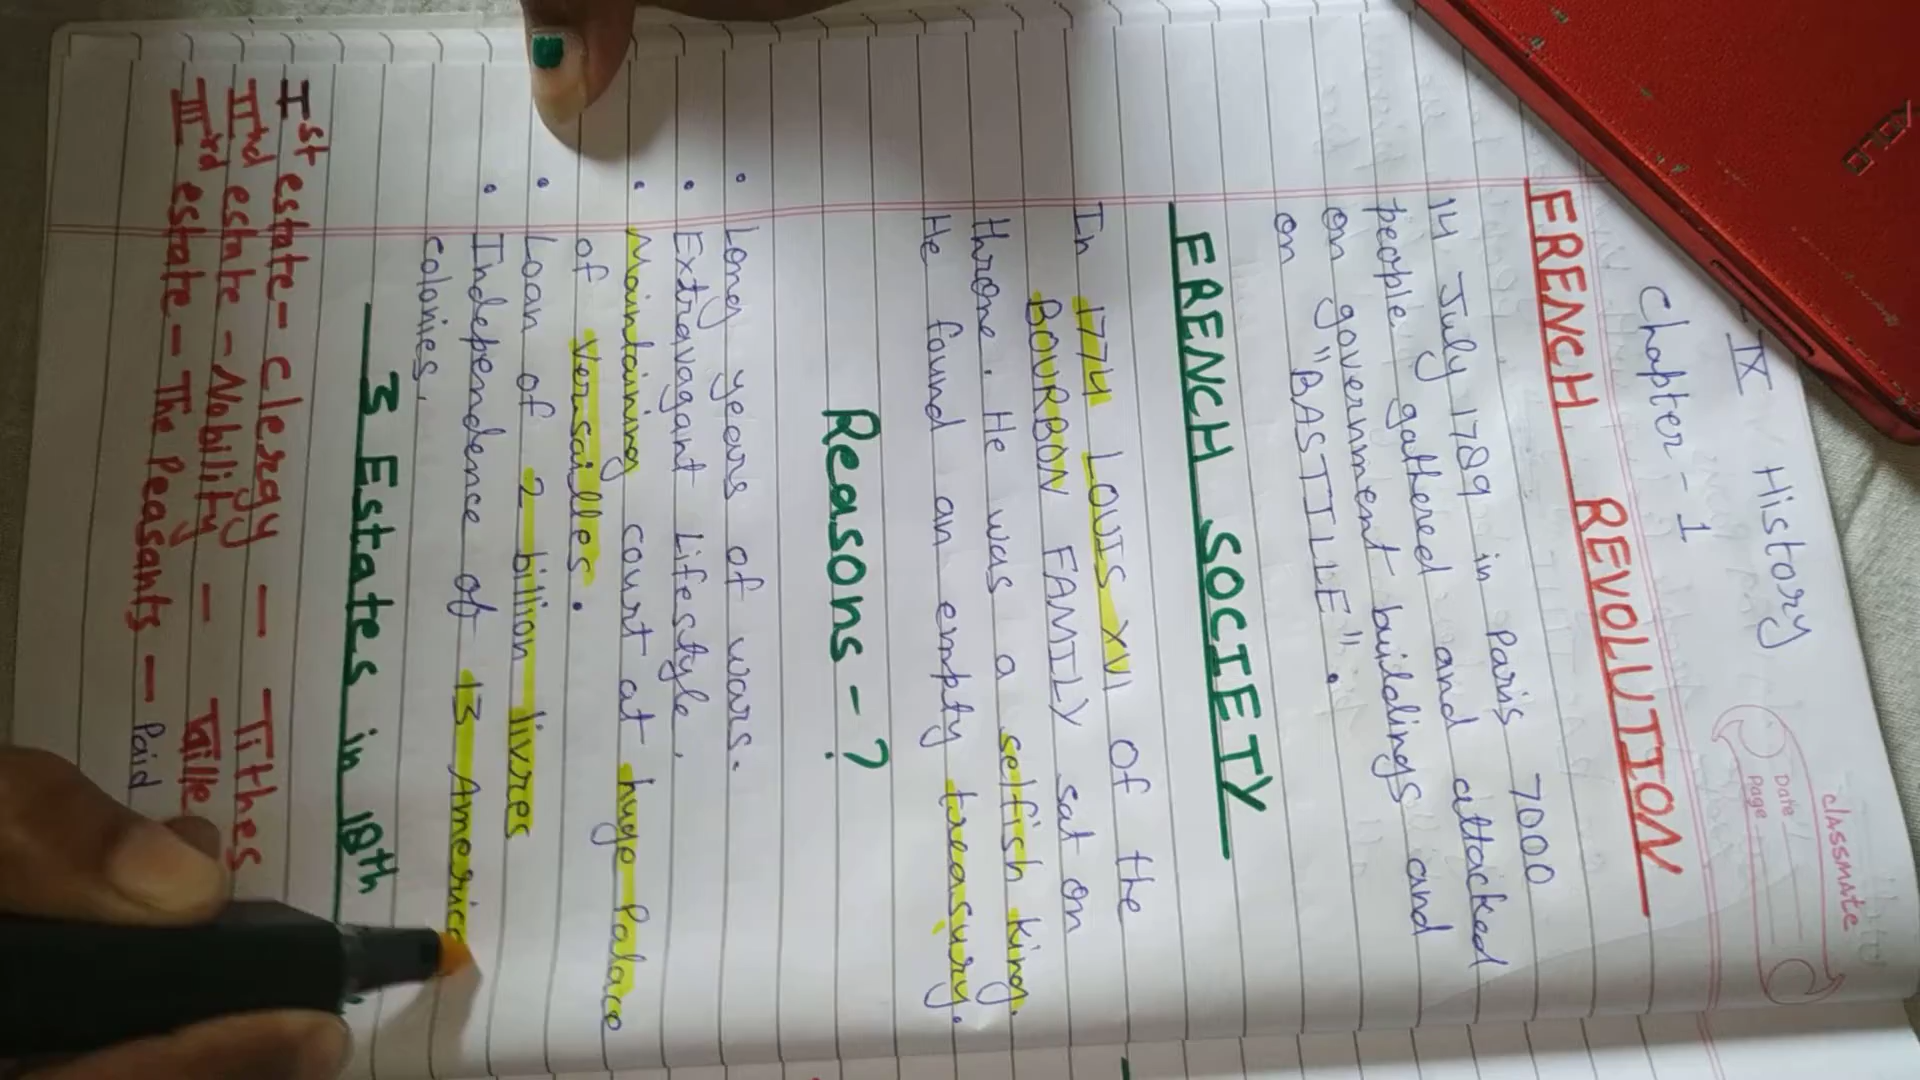 IX History
Chapter - 1
classmate
Date
Page
FRENCH REVOLUTION
14 July 1789 in Paris 7000
people gathered and attacked
on government buildings and
on "BASTILLE".
FRENCH SOCIETY
In 1774 LOUIS XVI of the
BOURBON FAMILY sat on
throne. He was a selfish king.
He found an empty treasury.
Reasons - ?
• Long years of wars.
• Extravagant Lifestyle.
• Maintaining court at huge Palace
of Versailles.
• Loan of 2 billion livres
• Independence of 13 America
colonies.
3 Estates in 18th
Ist estate - Clergy - Tithes
IInd estate - Nobility -
IIIrd estate - The Peasants - Paid
POCO